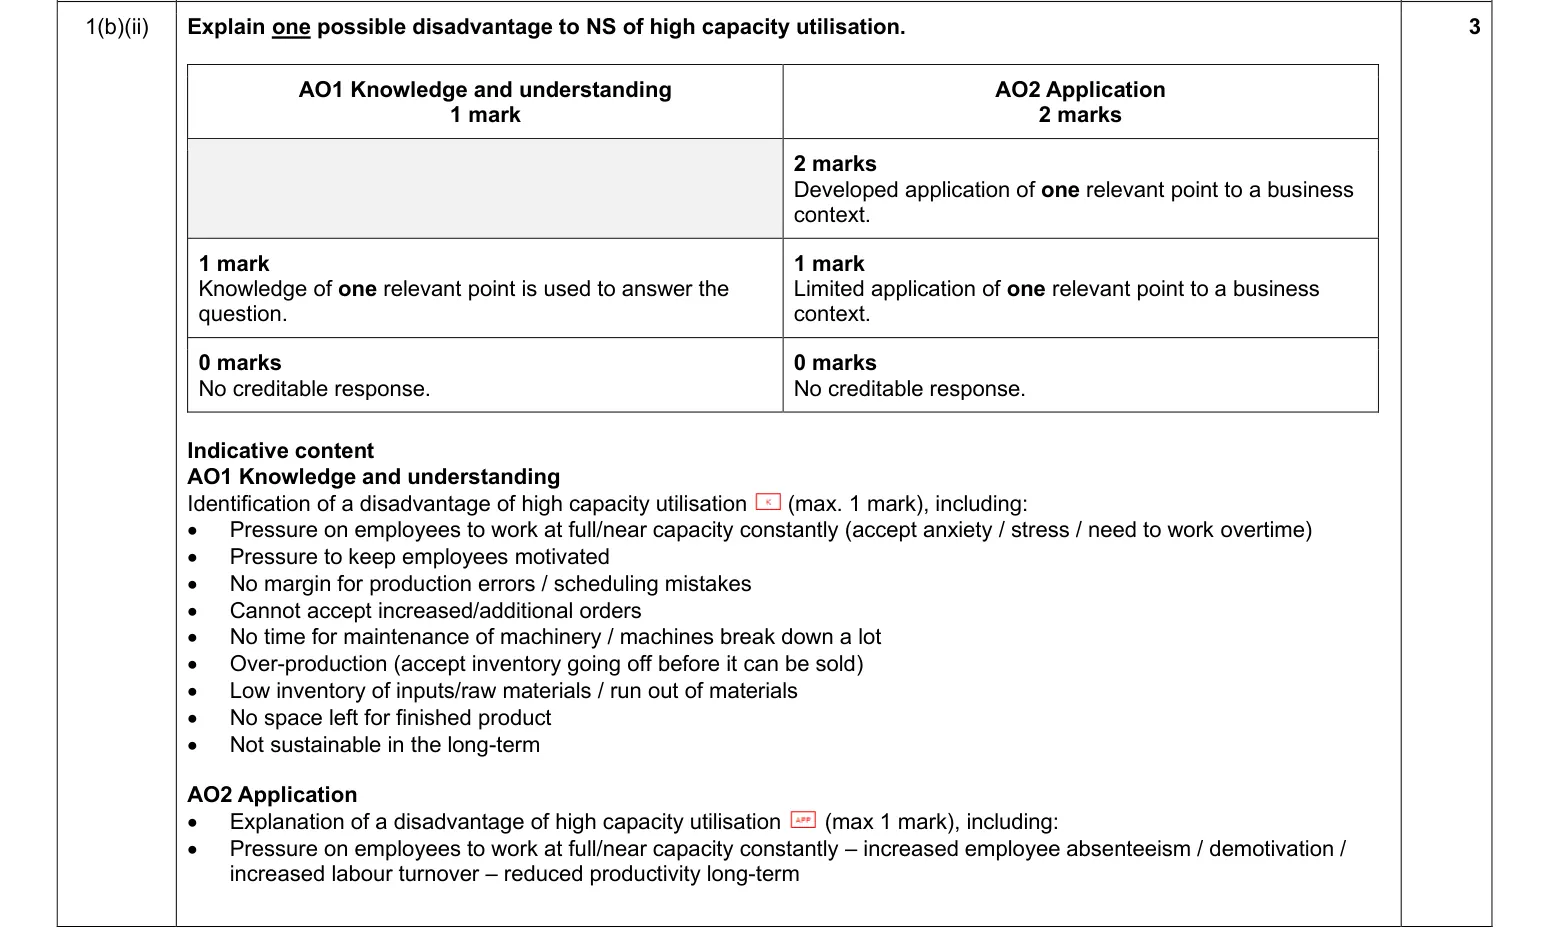 1(b)(ii)
Explain one possible disadvantage to NS of high capacity utilisation.
3
AO1 Knowledge and understanding
1 mark
AO2 Application
2 marks
2 marks
Developed application of one relevant point to a business
context.
1 mark
Knowledge of one relevant point is used to answer the
question.
1 mark
Limited application of one relevant point to a business
context.
0 marks
No creditable response.
0 marks
No creditable response.
Indicative content
AO1 Knowledge and understanding
Identification of a disadvantage of high capacity utilisation K (max. 1 mark), including:
• Pressure on employees to work at full/near capacity constantly (accept anxiety / stress / need to work overtime)
• Pressure to keep employees motivated
• No margin for production errors / scheduling mistakes
• Cannot accept increased/additional orders
• No time for maintenance of machinery / machines break down a lot
• Over-production (accept inventory going off before it can be sold)
• Low inventory of inputs/raw materials / run out of materials
• No space left for finished product
• Not sustainable in the long-term
AO2 Application
• Explanation of a disadvantage of high capacity utilisation APP (max 1 mark), including:
• Pressure on employees to work at full/near capacity constantly – increased employee absenteeism / demotivation /
increased labour turnover – reduced productivity long-term